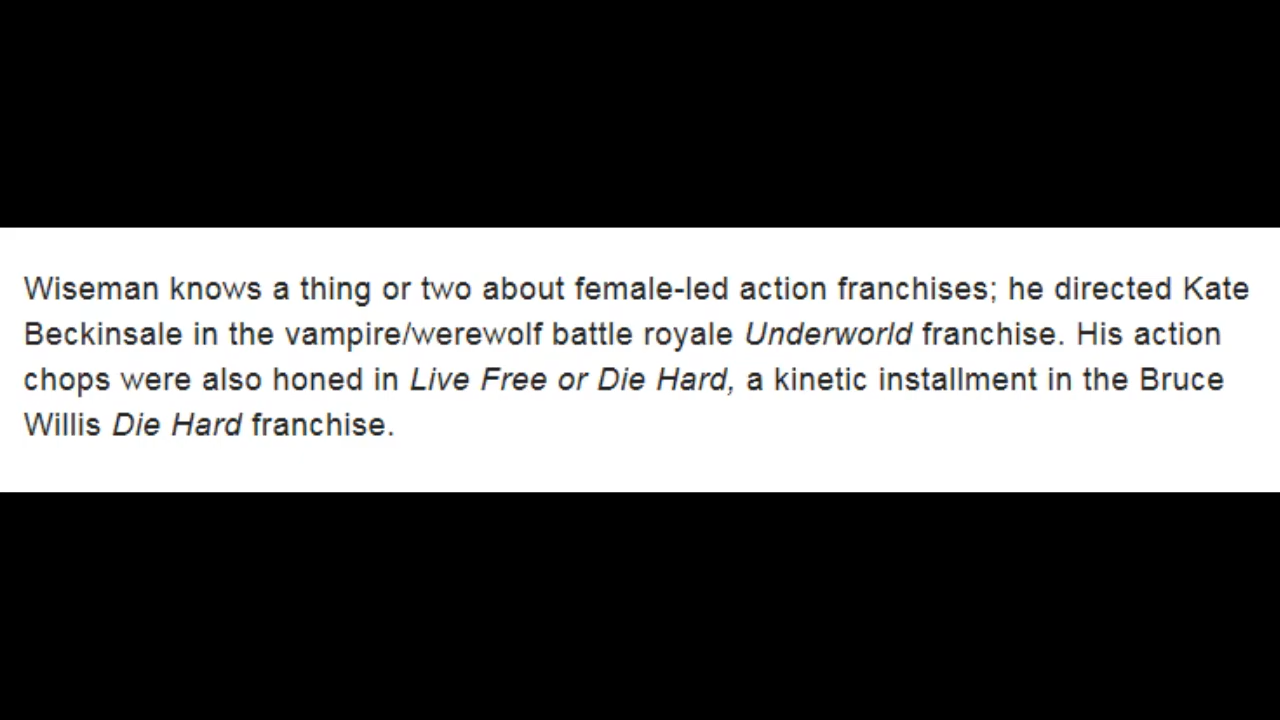 Wiseman knows a thing or two about female-led action franchises; he directed Kate
Beckinsale in the vampire/werewolf battle royale Underworld franchise. His action
chops were also honed in Live Free or Die Hard, a kinetic installment in the Bruce
Willis Die Hard franchise.